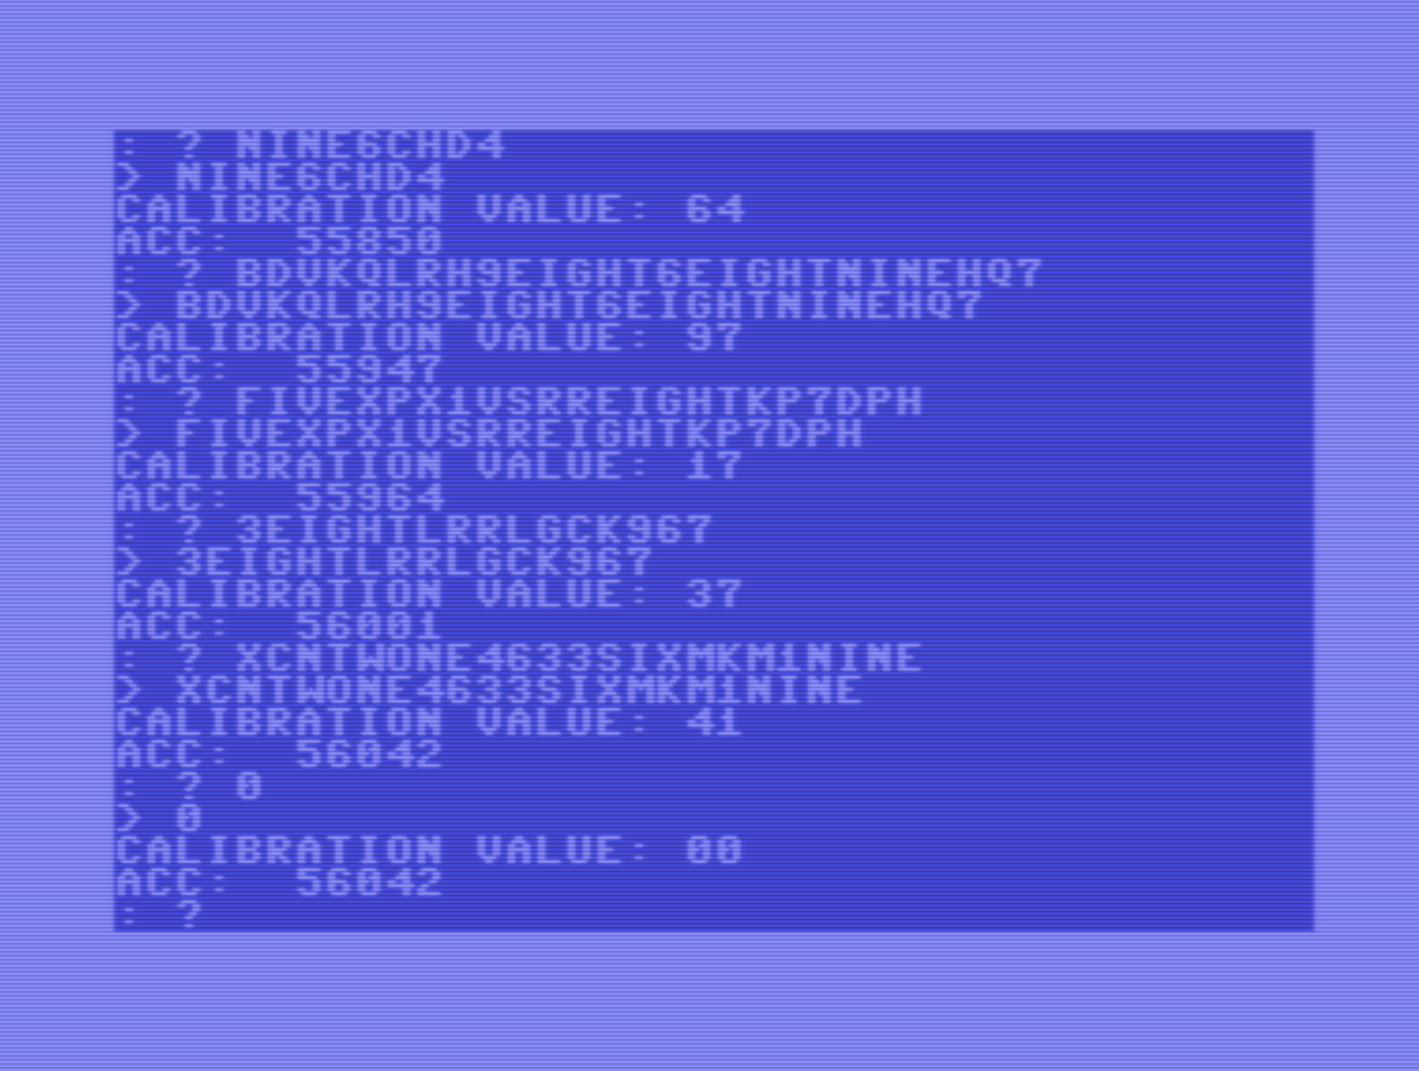 : ? NINE6CHD4
> NINE6CHD4
CALIBRATION VALUE: 64
ACC: 55850
: ? BDVKQLRH9EIGHT6EIGHTNINEHQ7
> BDVKQLRH9EIGHT6EIGHTNINEHQ7
CALIBRATION VALUE: 97
ACC: 55947
: ? FIVEXPX1VSRREIGHTKP7DPH
> FIVEXPX1VSRREIGHTKP7DPH
CALIBRATION VALUE: 17
ACC: 55964
: ? 3EIGHTLRRLGCK967
> 3EIGHTLRRLGCK967
CALIBRATION VALUE: 37
ACC: 56001
: ? XCNTWONE4633SIXMKM1NINE
> XCNTWONE4633SIXMKM1NINE
CALIBRATION VALUE: 41
ACC: 56042
: ? 0
> 0
CALIBRATION VALUE: 00
ACC: 56042
: ?